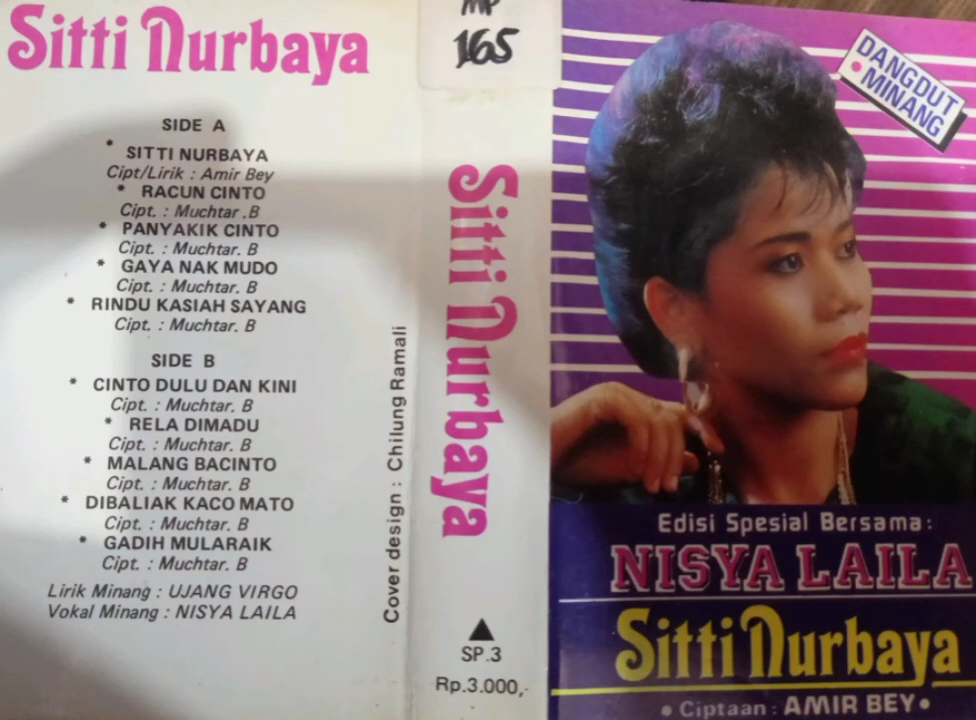 Sitti Nurbaya
SIDE A
* SITTI NURBAYA
Cipt/Lirik : Amir Bey
* RACUN CINTO
Cipt. : Muchtar .B
* PANYAKIK CINTO
Cipt. : Muchtar. B
* GAYA NAK MUDO
Cipt. : Muchtar. B
* RINDU KASIAH SAYANG
Cipt. : Muchtar. B
SIDE B
* CINTO DULU DAN KINI
Cipt. : Muchtar. B
* RELA DIMADU
Cipt. : Muchtar. B
* MALANG BACINTO
Cipt. : Muchtar. B
* DIBALIAK KACO MATO
Cipt. : Muchtar. B
* GADIH MULARAIK
Cipt. : Muchtar. B
Lirik Minang : UJANG VIRGO
Vokal Minang : NISYA LAILA
Cover design : Chilung Ramali
MP
165
Sitti Nurbaya
SP.3
Rp.3.000,-
DANGDUT
• MINANG
Edisi Spesial Bersama:
NISYA LAILA
Sitti Nurbaya
• Ciptaan : AMIR BEY •